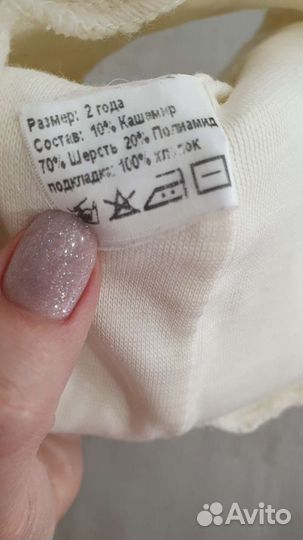 Размер: 2 года
Состав: 10% Кашемир
70% Шерсть 20% Полиамид
подкладка: 100% хлопок
Avito